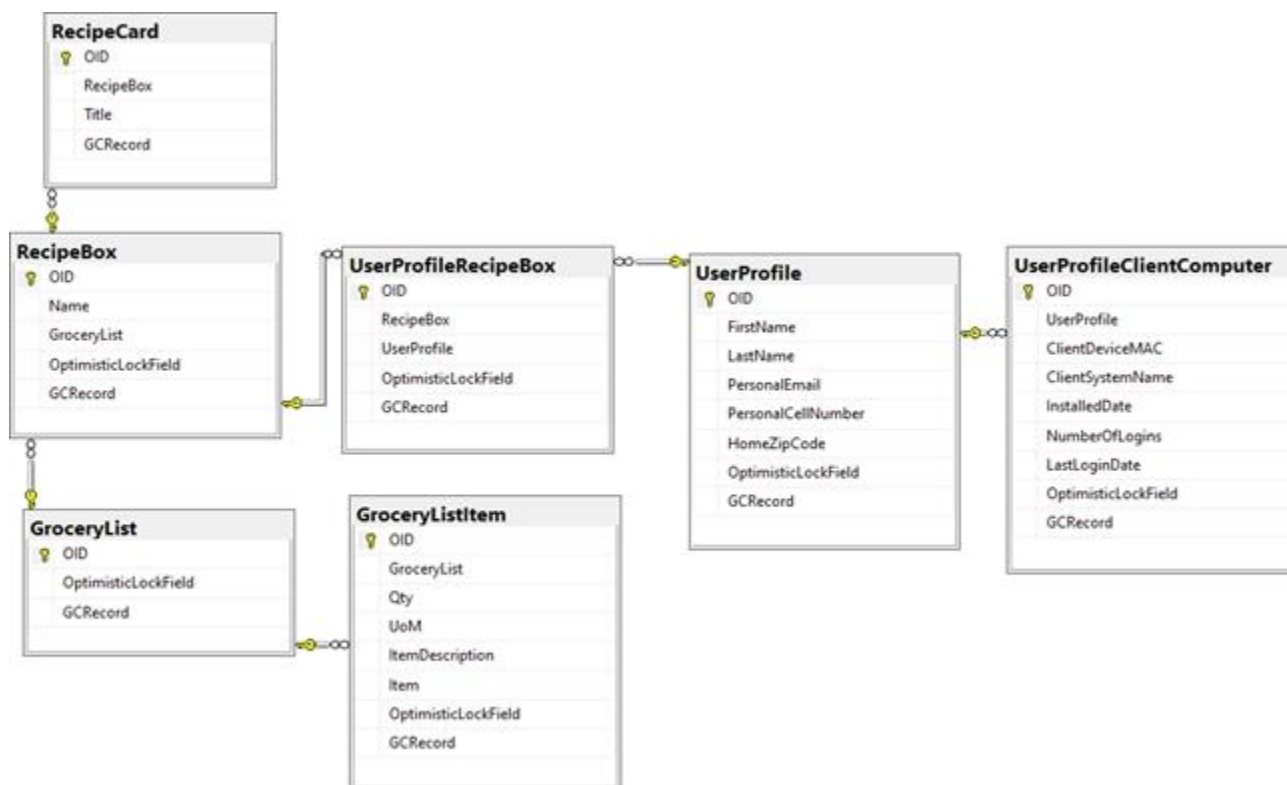 RecipeCard
OID
RecipeBox
Title
GCRecord
RecipeBox
OID
Name
GroceryList
OptimisticLockField
GCRecord
UserProfileRecipeBox
OID
RecipeBox
UserProfile
OptimisticLockField
GCRecord
UserProfile
OID
FirstName
LastName
PersonalEmail
PersonalCellNumber
HomeZipCode
OptimisticLockField
GCRecord
UserProfileClientComputer
OID
UserProfile
ClientDeviceMAC
ClientSystemName
InstalledDate
NumberOfLogins
LastLoginDate
OptimisticLockField
GCRecord
GroceryList
OID
OptimisticLockField
GCRecord
GroceryListItem
OID
GroceryList
Qty
UoM
ItemDescription
Item
OptimisticLockField
GCRecord